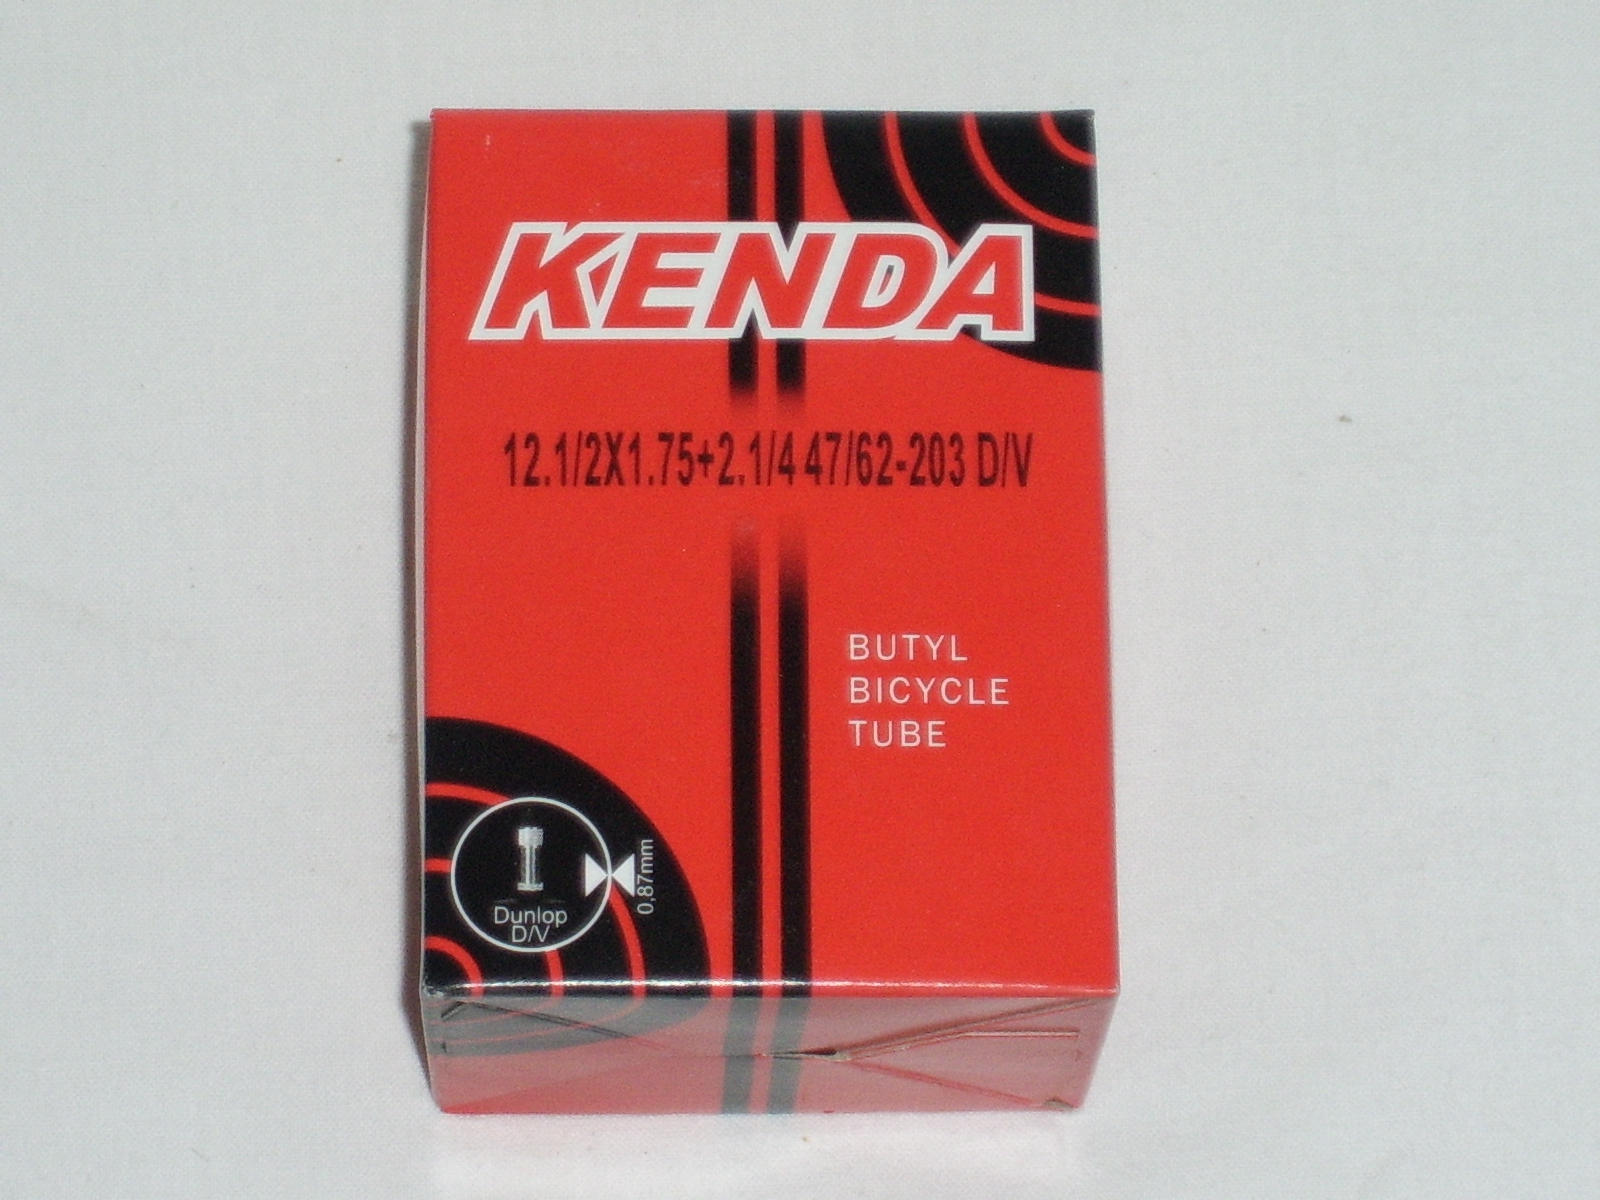 KENDA
12.1/2X1.75+2.1/4 47/62-203 D/V
BUTYL
BICYCLE
TUBE
Dunlop
D/V
0,87mm